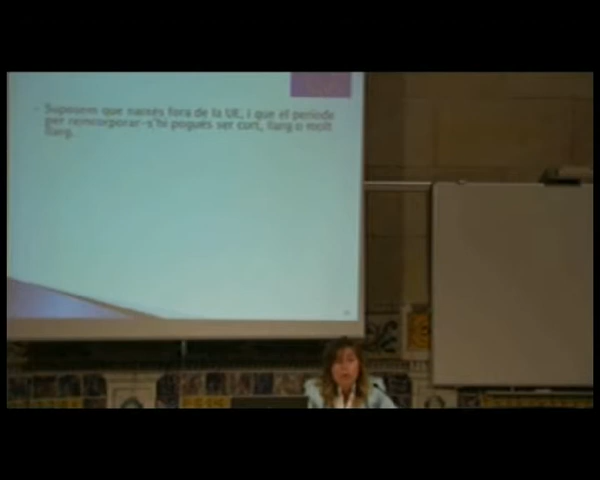 - Suposem que naixés fora de la UE, i que el període
per reincorporar-s'hi pogués ser curt, llarg o molt
llarg.